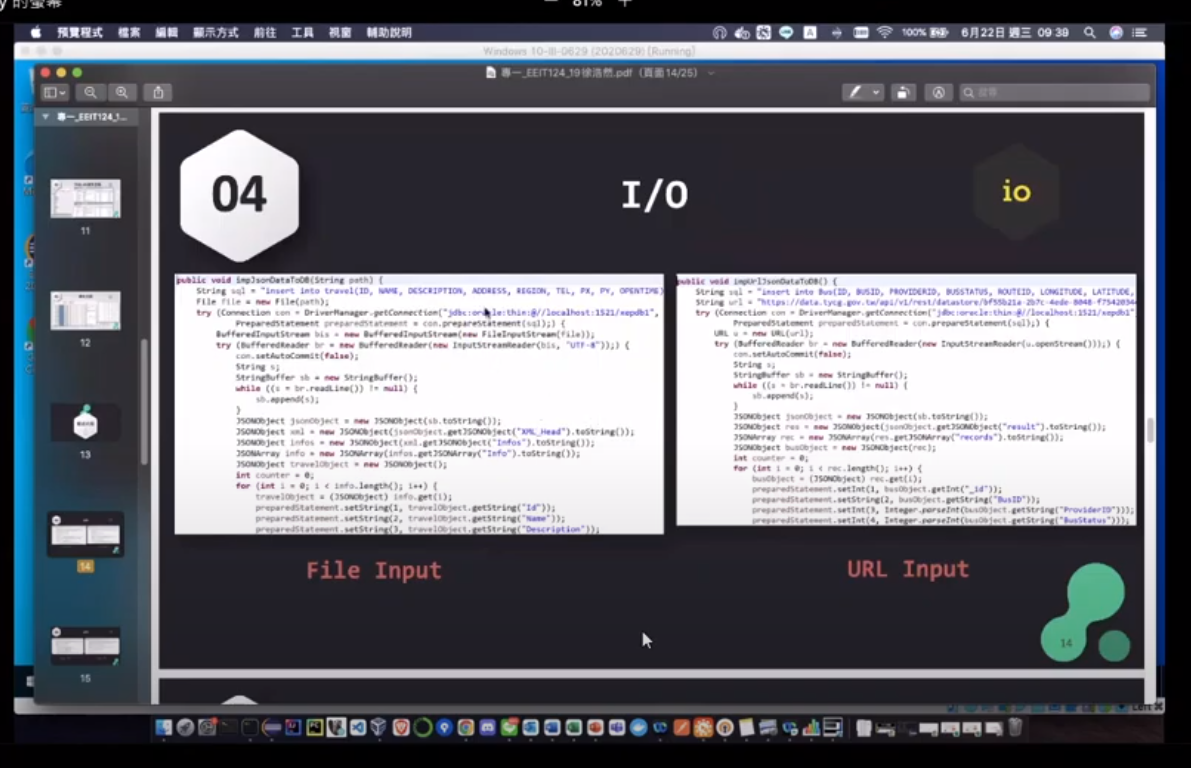 的螢幕
81%
預覽程式 檔案 編輯 顯示方式 前往 工具 視窗 輔助說明 100% 6月22日 週三 09:39
Windows 10-III-0629 (2020629) [Running]
專一_EEIT124_19徐浩然.pdf (頁面14/25)
搜尋
專一_EEIT124_1...
11
12
13
14
15
04
I/O
io
public void impJsonDataToDB(String path) {
String sql = "insert into travel(ID, NAME, DESCRIPTION, ADDRESS, REGION, TEL, PX, PY, OPENTIME)
File file = new File(path);
try (Connection con = DriverManager.getConnection("jdbc:oracle:thin:@//localhost:1521/xepdb1",
PreparedStatement preparedStatement = con.prepareStatement(sql);) {
BufferedInputStream bis = new BufferedInputStream(new FileInputStream(file));
try (BufferedReader br = new BufferedReader(new InputStreamReader(bis, "UTF-8"));) {
con.setAutoCommit(false);
String s;
StringBuffer sb = new StringBuffer();
while ((s = br.readLine()) != null) {
sb.append(s);
}
JSONObject jsonObject = new JSONObject(sb.toString());
JSONObject xml = new JSONObject(jsonObject.getJSONObject("XML_Head").toString());
JSONObject infos = new JSONObject(xml.getJSONObject("Infos").toString());
JSONArray info = new JSONArray(infos.getJSONArray("Info").toString());
JSONObject travelObject = new JSONObject();
int counter = 0;
for (int i = 0; i < info.length(); i++) {
travelObject = (JSONObject) info.get(i);
preparedStatement.setString(1, travelObject.getString("Id"));
preparedStatement.setString(2, travelObject.getString("Name"));
preparedStatement.setString(3, travelObject.getString("Description"));
File Input
public void impUrlJsonDataToDB() {
String sql = "insert into Bus(ID, BUSID, PROVIDERID, BUSSTATUS, ROUTEID, LONGITUDE, LATITUDE,
String url =
try (Connection con = DriverManager.getConnection("jdbc:oracle:thin:@//localhost:1521/xepdb1"
PreparedStatement preparedStatement = con.prepareStatement(sql);) {
URL u = new URL(url);
try (BufferedReader br = new BufferedReader(new InputStreamReader(u.openStream()));) {
con.setAutoCommit(false);
String s;
StringBuffer sb = new StringBuffer();
while ((s = br.readLine()) != null) {
sb.append(s);
}
JSONObject jsonObject = new JSONObject(sb.toString());
JSONObject res = new JSONObject(jsonObject.getJSONObject("result").toString());
JSONArray rec = new JSONArray(res.getJSONArray("records").toString());
JSONObject busObject = new JSONObject(rec);
int counter = 0;
for (int i = 0; i < rec.length(); i++) {
busObject = (JSONObject) rec.get(i);
preparedStatement.setInt(1, busObject.getInt("_id"));
preparedStatement.setString(2, busObject.getString("BusID"));
preparedStatement.setInt(3, Integer.parseInt(busObject.getString("ProviderID")));
preparedStatement.setInt(4, Integer.parseInt(busObject.getString("BusStatus")));
URL Input
14